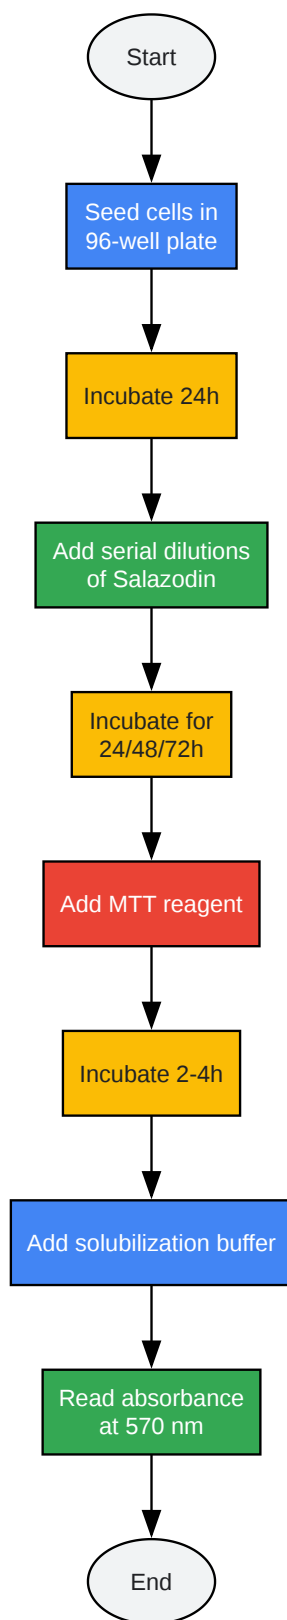 Start
Seed cells in
96-well plate
Incubate 24h
Add serial dilutions
of Salazodin
Incubate for
24/48/72h
Add MTT reagent
Incubate 2-4h
Add solubilization buffer
Read absorbance
at 570 nm
End